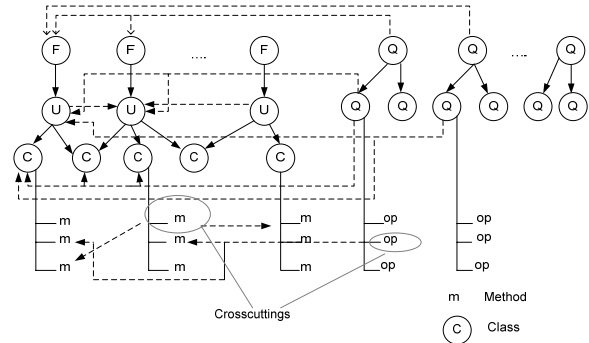 F F .... F Q Q .... Q
U U U Q Q Q Q Q Q
C C C C C
m m m op op
m m m op op
m m m op op
Crosscuttings
m Method
C Class